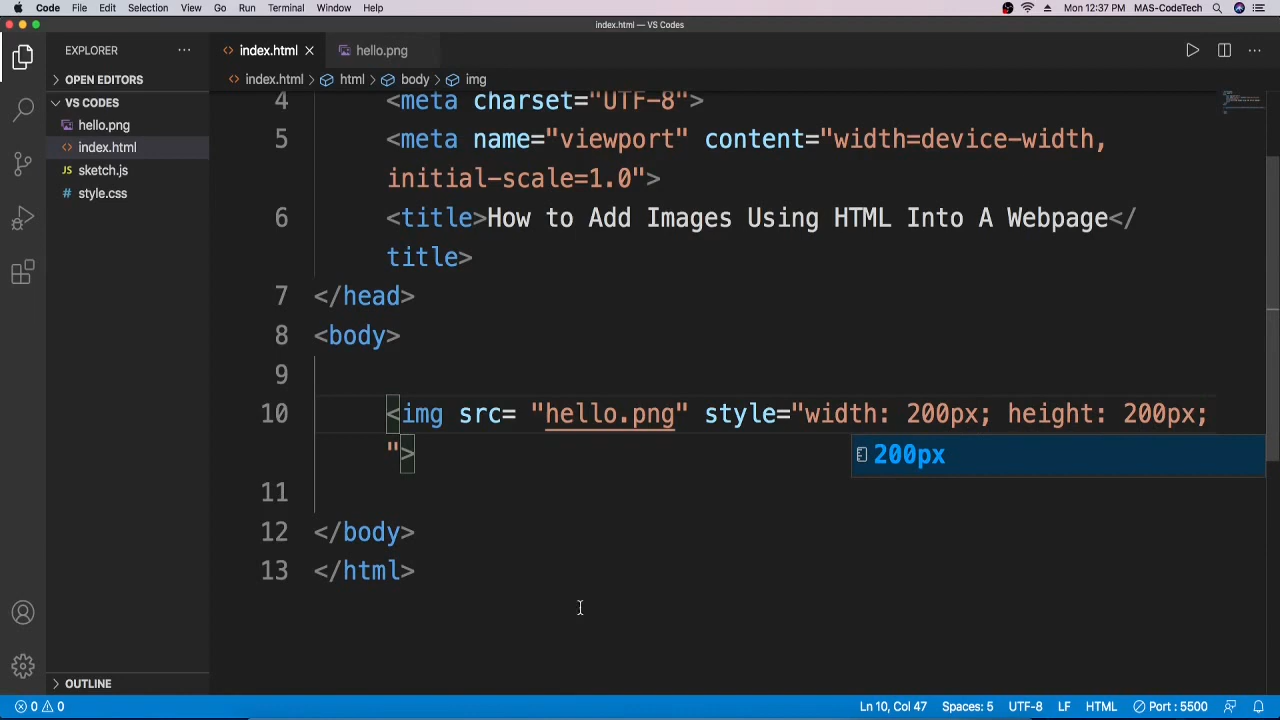 Code File Edit Selection View Go Run Terminal Window Help Mon 12:37 PM MAS-CodeTech
index.html — VS Codes
EXPLORER
OPEN EDITORS
VS CODES
hello.png
index.html
sketch.js
style.css
OUTLINE
index.html hello.png
index.html > html > body > img
4 <meta charset="UTF-8">
5 <meta name="viewport" content="width=device-width,
initial-scale=1.0">
6 <title>How to Add Images Using HTML Into A Webpage</
title>
7 </head>
8 <body>
9
10 <img src= "hello.png" style="width: 200px; height: 200px;
">
200px
11
12 </body>
13 </html>
0 0 Ln 10, Col 47 Spaces: 5 UTF-8 LF HTML Port : 5500